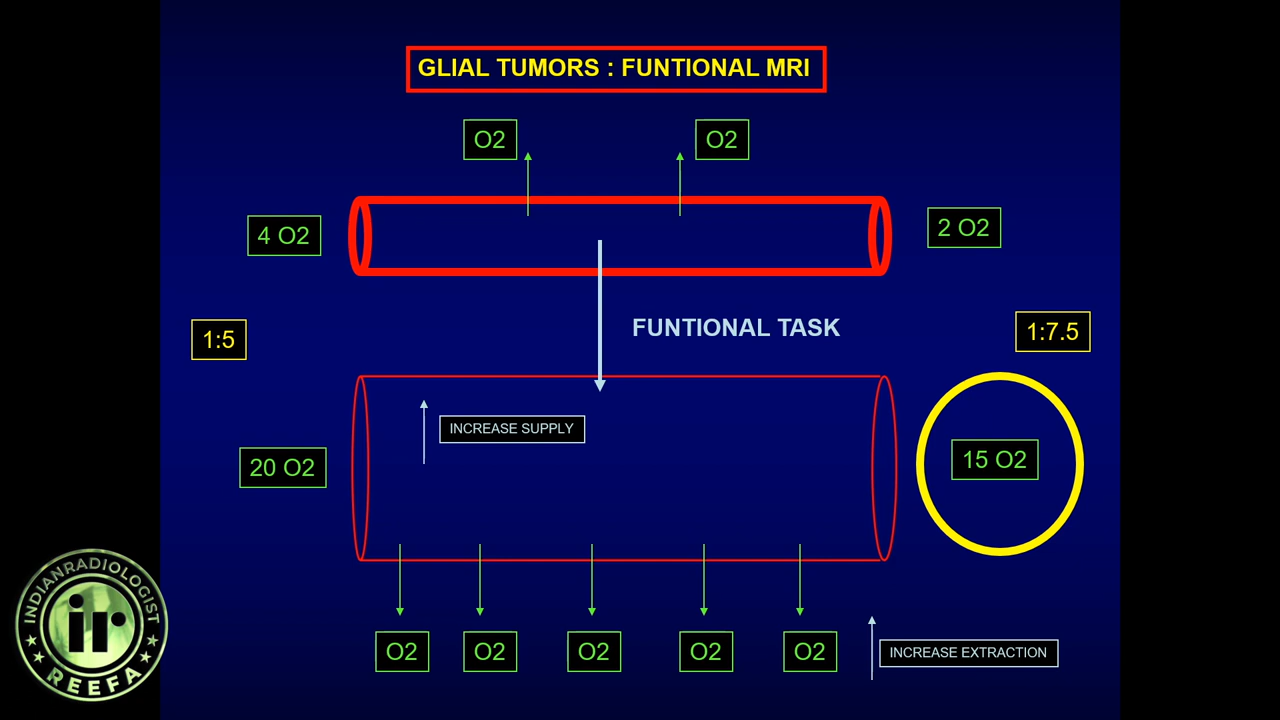 GLIAL TUMORS : FUNTIONAL MRI
O2
O2
4 O2
2 O2
1:5
FUNTIONAL TASK
1:7.5
INCREASE SUPPLY
20 O2
15 O2
O2
O2
O2
O2
O2
INCREASE EXTRACTION
INDIANRADIOLOGIST
ir
REEFA